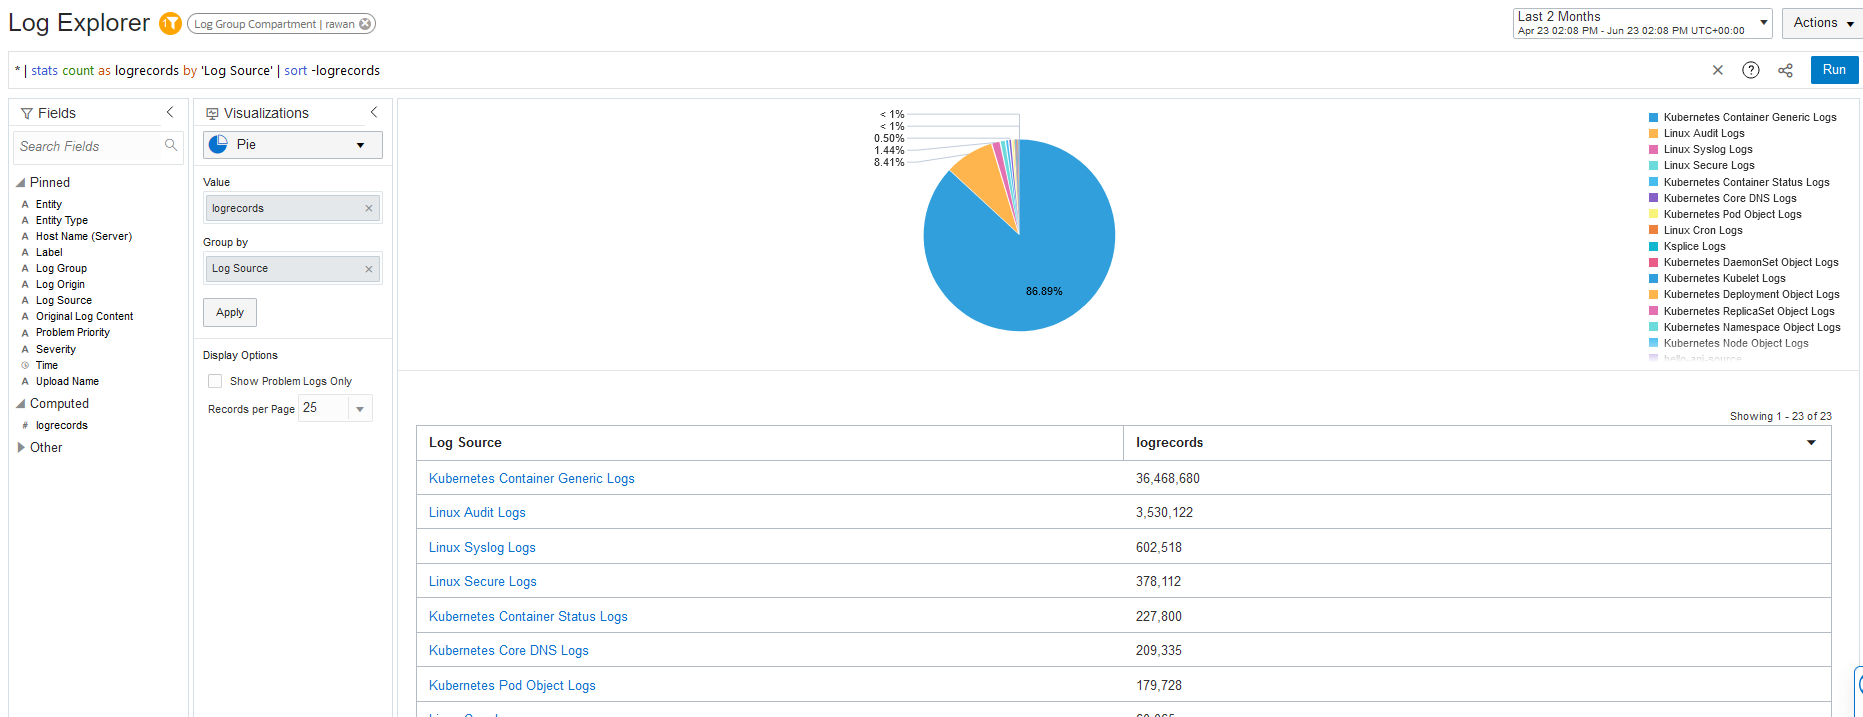 Log Explorer
1
Log Group Compartment | rawan
Last 2 Months
Apr 23 02:08 PM - Jun 23 02:08 PM UTC+00:00
Actions
* | stats count as logrecords by 'Log Source' | sort -logrecords
?
Run
Fields
Search Fields
Pinned
A Entity
A Entity Type
A Host Name (Server)
A Label
A Log Group
A Log Origin
A Log Source
A Original Log Content
A Problem Priority
A Severity
Time
A Upload Name
Computed
# logrecords
Other
Visualizations
Pie
Value
logrecords
Group by
Log Source
Apply
Display Options
Show Problem Logs Only
Records per Page 25
< 1%
< 1%
0.50%
1.44%
8.41%
86.89%
Kubernetes Container Generic Logs
Linux Audit Logs
Linux Syslog Logs
Linux Secure Logs
Kubernetes Container Status Logs
Kubernetes Core DNS Logs
Kubernetes Pod Object Logs
Linux Cron Logs
Ksplice Logs
Kubernetes DaemonSet Object Logs
Kubernetes Kubelet Logs
Kubernetes Deployment Object Logs
Kubernetes ReplicaSet Object Logs
Kubernetes Namespace Object Logs
Kubernetes Node Object Logs
Showing 1 - 23 of 23
Log Source logrecords
Kubernetes Container Generic Logs 36,468,680
Linux Audit Logs 3,530,122
Linux Syslog Logs 602,518
Linux Secure Logs 378,112
Kubernetes Container Status Logs 227,800
Kubernetes Core DNS Logs 209,335
Kubernetes Pod Object Logs 179,728